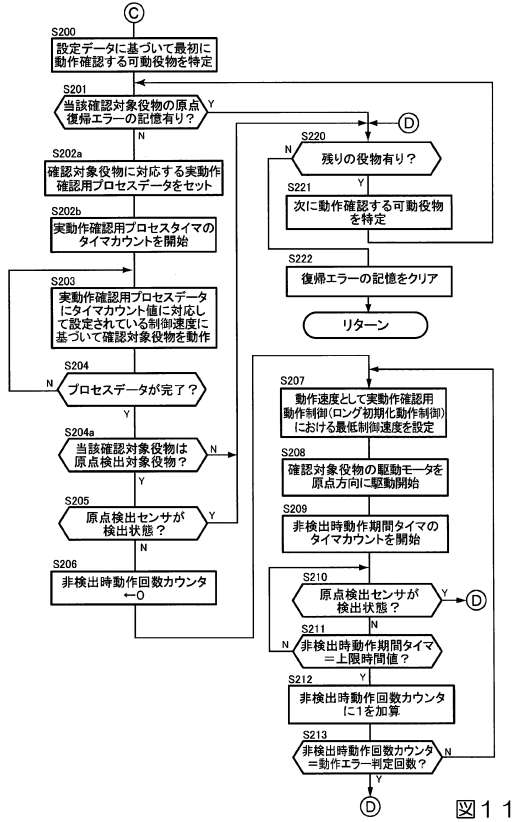 C
S200
設定データに基づいて最初に
動作確認する可動役物を特定
S201
当該確認対象役物の原点
復帰エラーの記憶有り?
Y
N
S202a
確認対象役物に対応する実動作
確認用プロセスデータをセット
S202b
実動作確認用プロセスタイマの
タイマカウントを開始
S203
実動作確認用プロセスデータ
にタイマカウント値に対応し
て設定されている制御速度に
基づいて確認対象役物を動作
S204
プロセスデータが完了?
N
Y
S204a
当該確認対象役物は
原点検出対象役物?
N
Y
S205
原点検出センサが
検出状態?
Y
N
S206
非検出時動作回数カウンタ
←0
D
S220
残りの役物有り?
N
Y
S221
次に動作確認する可動役物
を特定
S222
復帰エラーの記憶をクリア
リターン
S207
動作速度として実動作確認用
動作制御(ロング初期化動作制御)
における最低制御速度を設定
S208
確認対象役物の駆動モータを
原点方向に駆動開始
S209
非検出時動作期間タイマの
タイマカウントを開始
S210
原点検出センサが
検出状態?
Y
D
N
S211
非検出時動作期間タイマ
=上限時間値?
N
Y
S212
非検出時動作回数カウンタ
に1を加算
S213
非検出時動作回数カウンタ
=動作エラー判定回数?
N
Y
D
図11